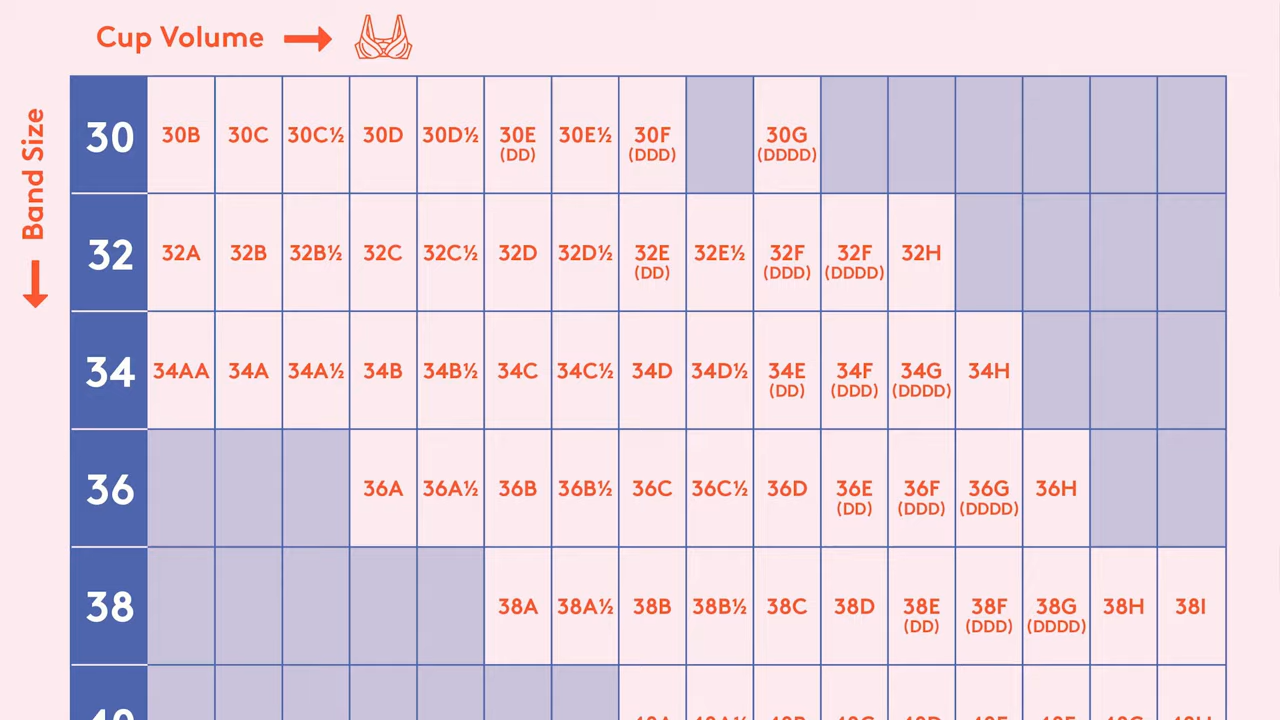 Cup Volume
Band Size
30 30B 30C 30C½ 30D 30D½ 30E 30E½ 30F 30G
(DD) (DDD) (DDDD)
32 32A 32B 32B½ 32C 32C½ 32D 32D½ 32E 32E½ 32F 32F 32H
(DD) (DDD) (DDDD)
34 34AA 34A 34A½ 34B 34B½ 34C 34C½ 34D 34D½ 34E 34F 34G 34H
(DD) (DDD) (DDDD)
36 36A 36A½ 36B 36B½ 36C 36C½ 36D 36E 36F 36G 36H
(DD) (DDD) (DDDD)
38 38A 38A½ 38B 38B½ 38C 38D 38E 38F 38G 38H 38I
(DD) (DDD) (DDDD)